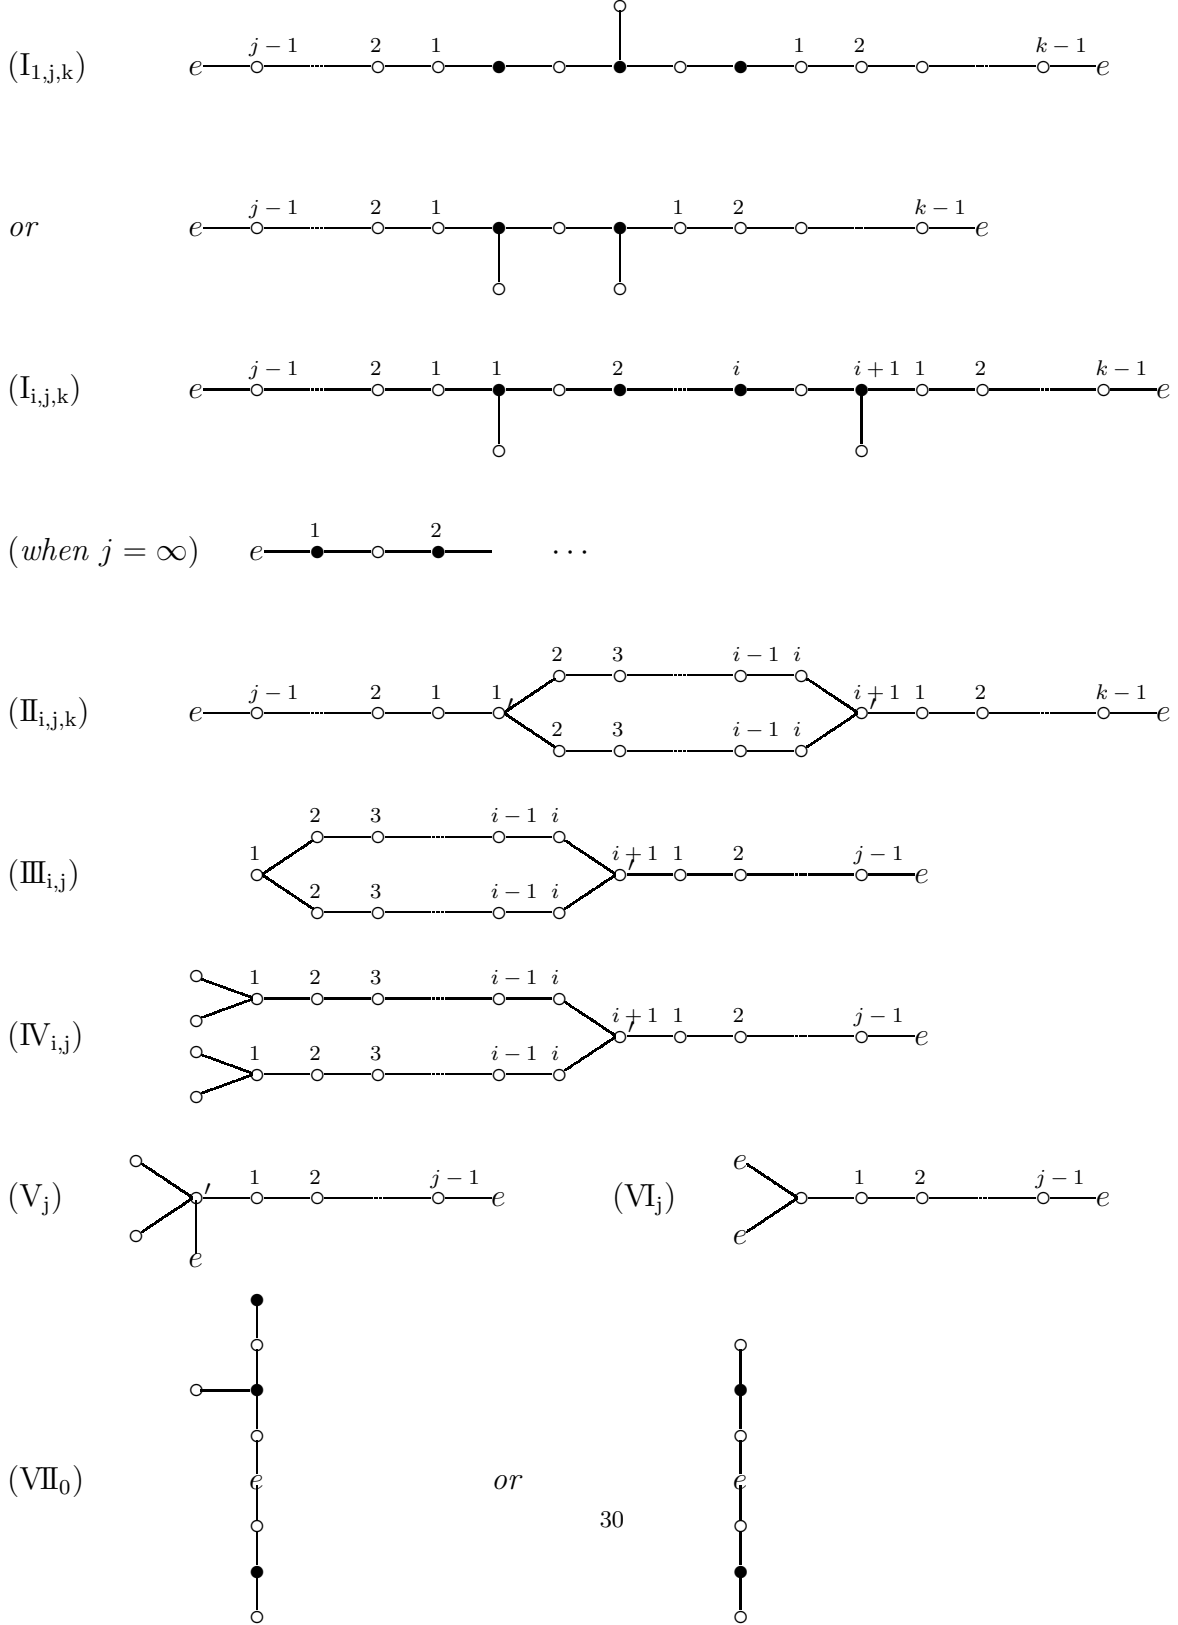 j − 1 2 1 1 2 k − 1
(I1,j,k) e e
j − 1 2 1 1 2 k − 1
or e e
j − 1 2 1 1 2 i i + 1 1 2 k − 1
(Ii,j,k) e e
1 2
(when j = ∞) e · · ·
2 3 i − 1 i
j − 1 2 1 1 i + 1 1 2 k − 1
(IIi,j,k) e ′ ′ e
2 3 i − 1 i
2 3 i − 1 i
1 i + 1 1 2 j − 1
(IIIi,j) ′ e
2 3 i − 1 i
1 2 3 i − 1 i
i + 1 1 2 j − 1
(IVi,j) ′ e
1 2 3 i − 1 i
1 2 j − 1 e 1 2 j − 1
(Vj) ′ e (VIj) e
e e
(VII0) e or e
30